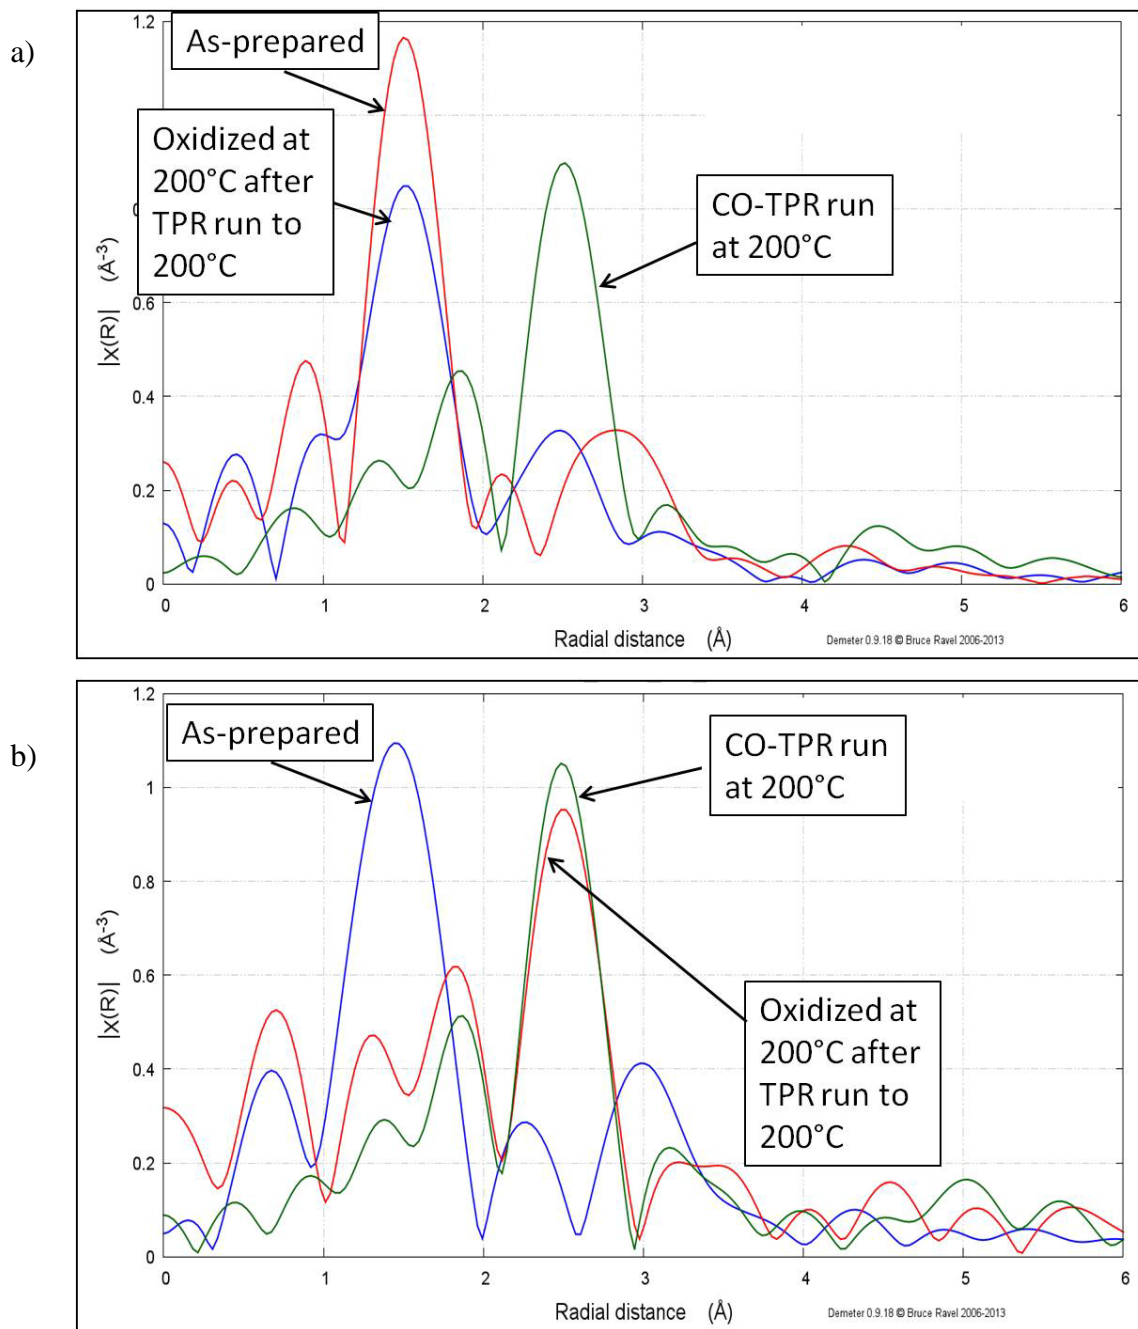 a)
1.2
As-prepared
Oxidized at
200°C after
TPR run to
200°C
CO-TPR run
at 200°C
|χ(R)| (Å⁻³)
0.6
0.4
0.2
0
0 1 2 3 4 5 6
Radial distance (Å)
Demeter 0.9.18 © Bruce Ravel 2006-2013
b)
1.2
As-prepared
CO-TPR run
at 200°C
1
0.8
|χ(R)| (Å⁻³)
0.6
Oxidized at
200°C after
TPR run to
200°C
0.4
0.2
0
0 1 2 3 4 5 6
Radial distance (Å)
Demeter 0.9.18 © Bruce Ravel 2006-2013